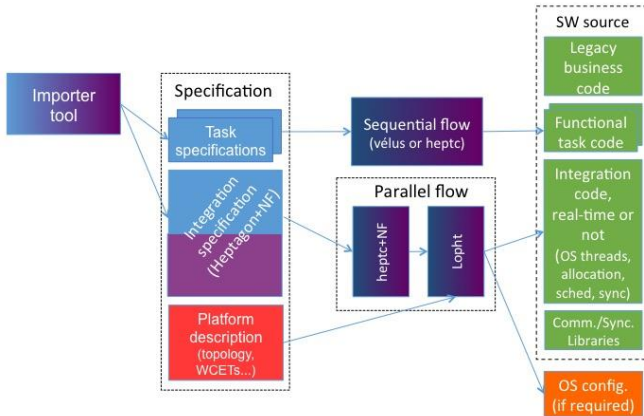 SW source
Legacy
business
code
Importer
tool
Specification
Task
specifications
Sequential flow
(vélus or heptc)
Functional
task code
Integration
specification
(Heptagon+NF)
Parallel flow
heptc+NF
Lopht
Integration
code,
real-time or
not
(OS threads,
allocation,
sched, sync)
Platform
description
(topology,
WCETs...)
Comm./Sync.
Libraries
OS config.
(if required)